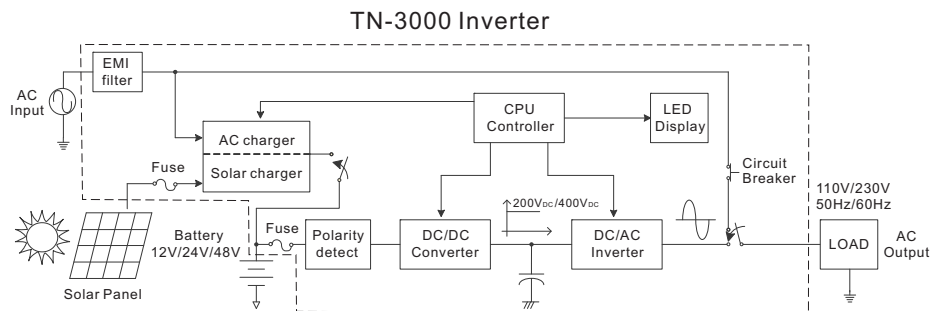 TN-3000 Inverter
EMI
filter
AC
Input
CPU
Controller
LED
Display
AC charger
Solar charger
Fuse
Circuit
Breaker
110V/230V
50Hz/60Hz
200VDC/400VDC
Battery
12V/24V/48V
Fuse
Polarity
detect
DC/DC
Converter
DC/AC
Inverter
LOAD
AC
Output
Solar Panel